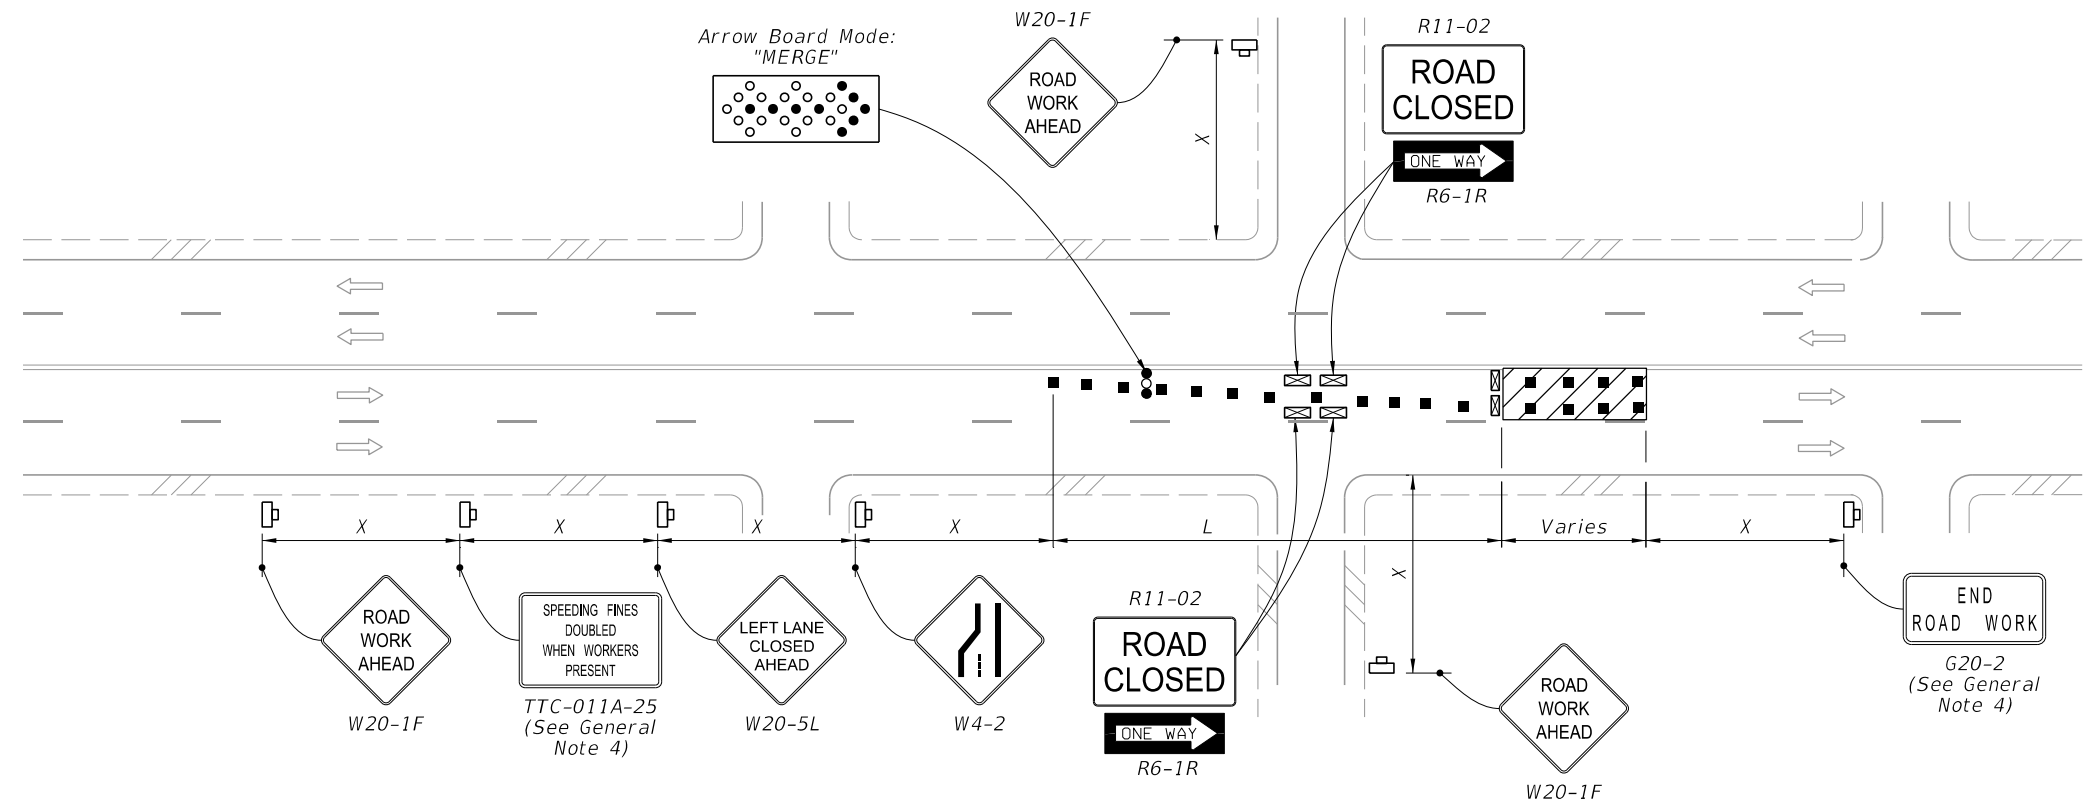 W20-1F
Arrow Board Mode:
"MERGE"
ROAD
WORK
AHEAD
X
R11-02
ROAD
CLOSED
ONE WAY
R6-1R
X
X
X
X
L
Varies
X
X
ROAD
WORK
AHEAD
W20-1F
SPEEDING FINES
DOUBLED
WHEN WORKERS
PRESENT
TTC-011A-25
(See General
Note 4)
LEFT LANE
CLOSED
AHEAD
W20-5L
W4-2
R11-02
ROAD
CLOSED
ONE WAY
R6-1R
ROAD
WORK
AHEAD
W20-1F
END
ROAD WORK
G20-2
(See General
Note 4)